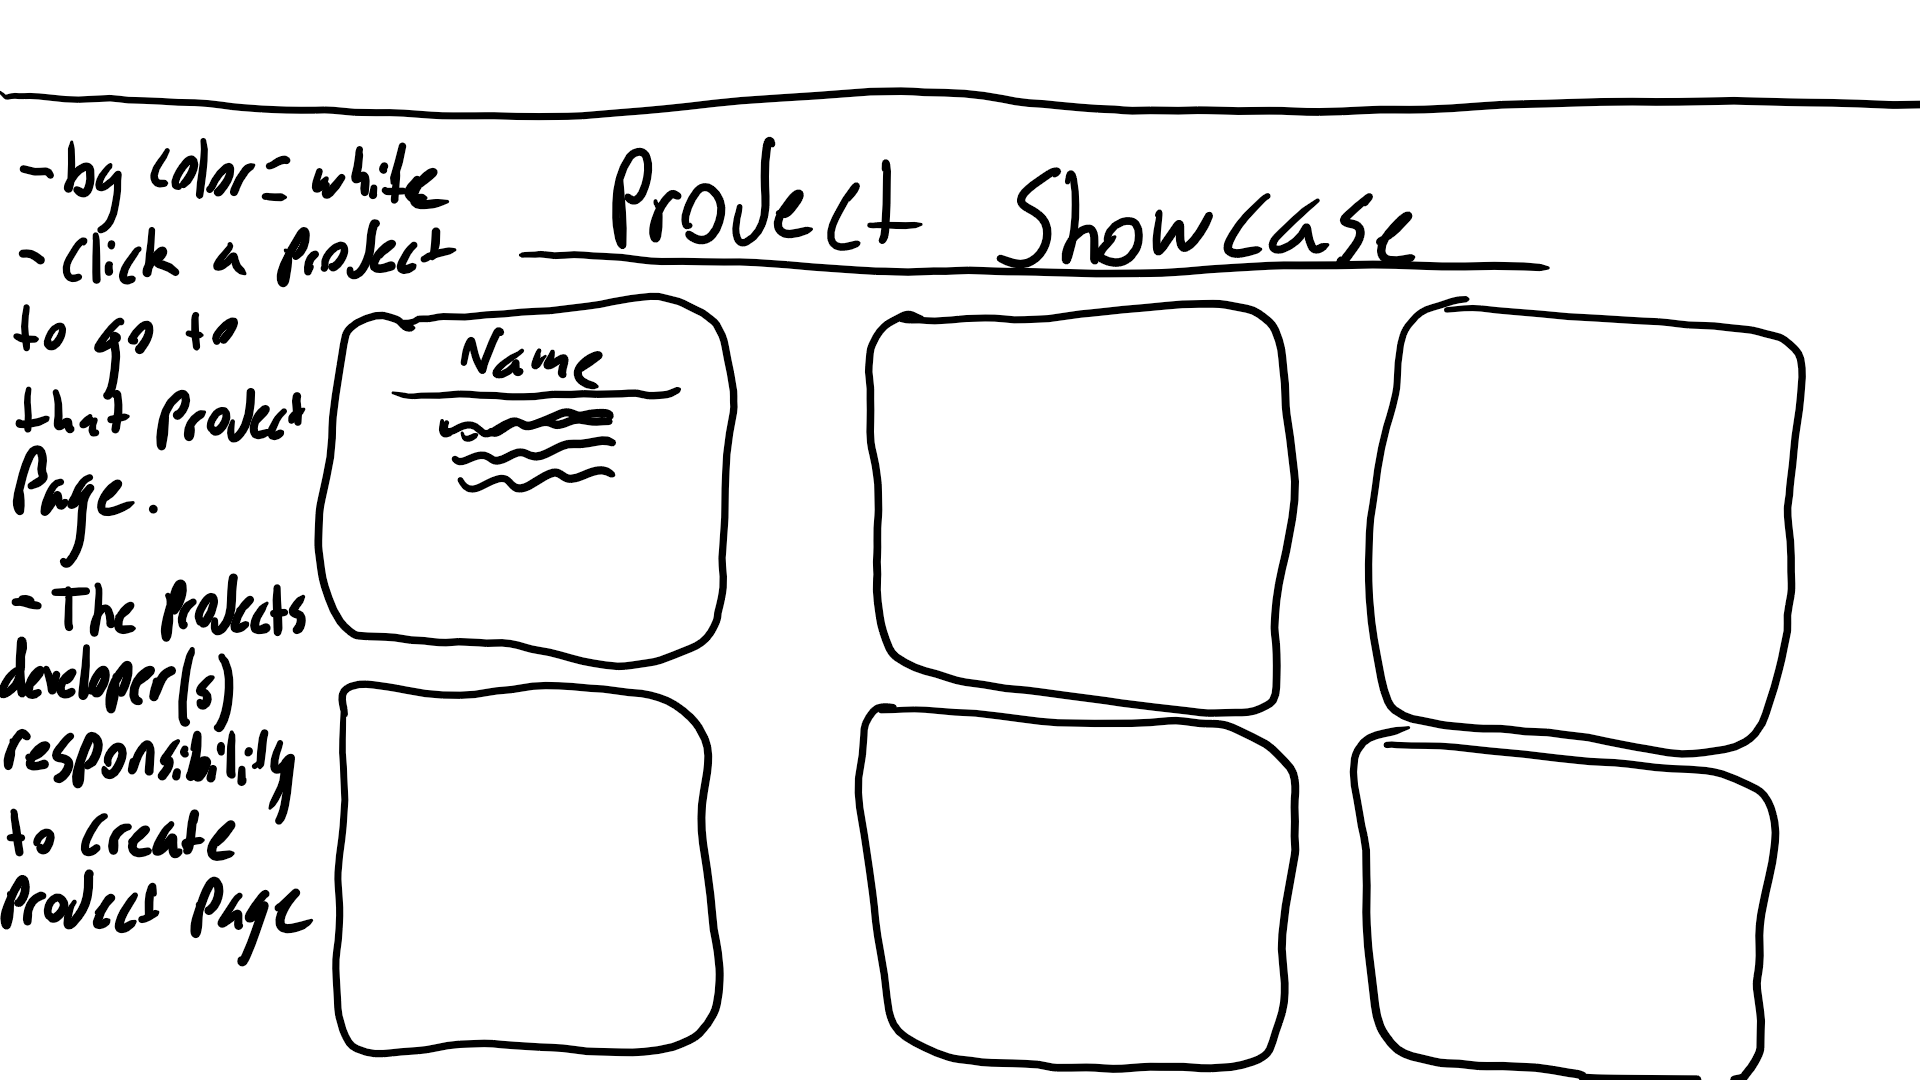 Project Showcase
- bg color = white
- Click a Project
to go to
that project
Page.
- The projects
developer(s)
responsibility
to create
Project Page
Name